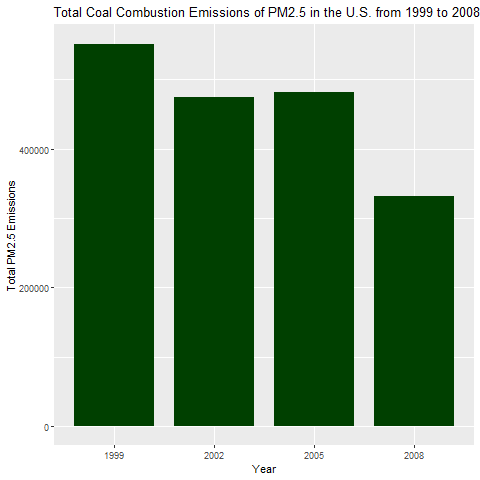 Total Coal Combustion Emissions of PM2.5 in the U.S. from 1999 to 2008
Total PM2.5 Emissions
400000
200000
0
1999 2002 2005 2008
Year